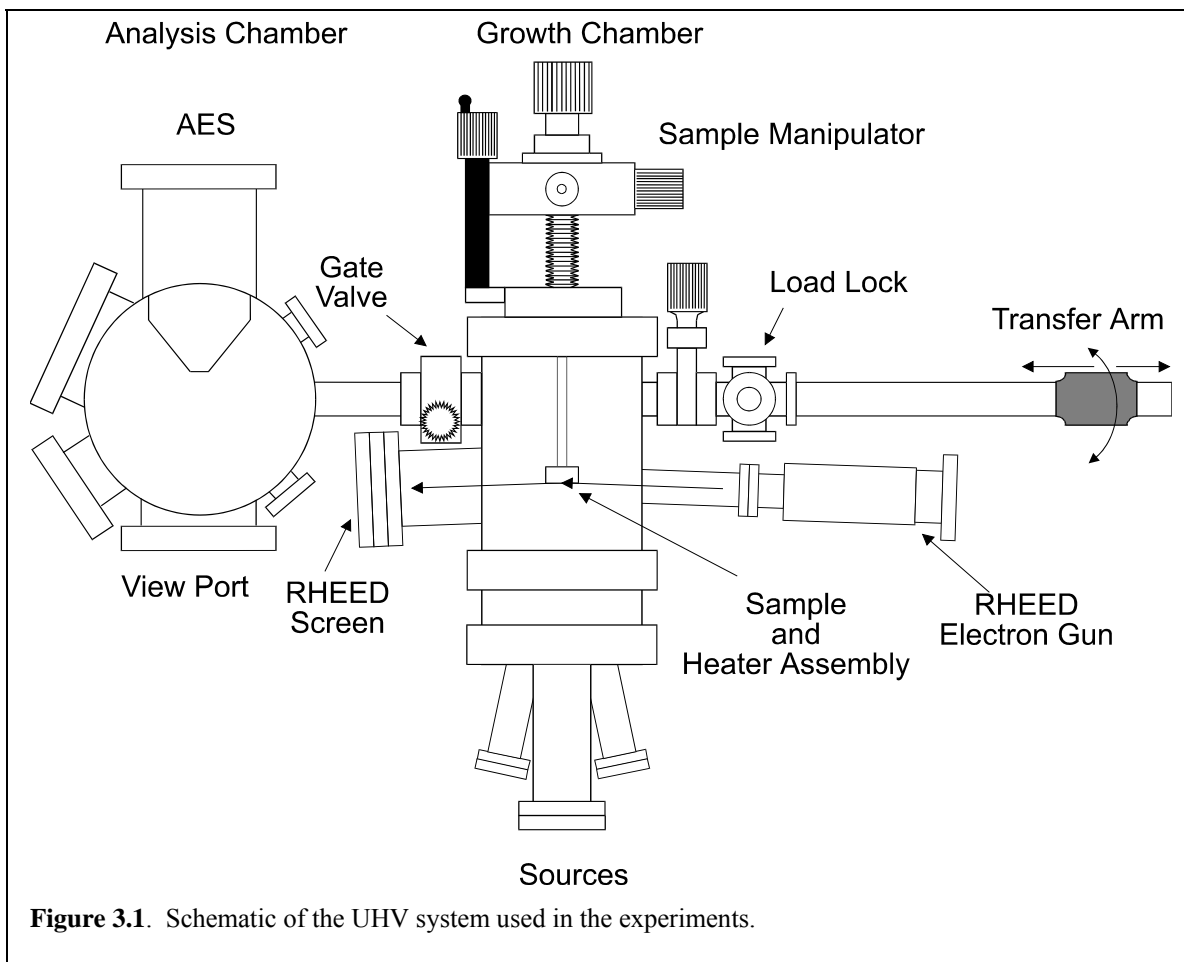 Analysis Chamber
Growth Chamber
AES
Sample Manipulator
Gate
Valve
Load Lock
Transfer Arm
View Port
RHEED
Screen
Sample
and
Heater Assembly
RHEED
Electron Gun
Sources
Figure 3.1. Schematic of the UHV system used in the experiments.